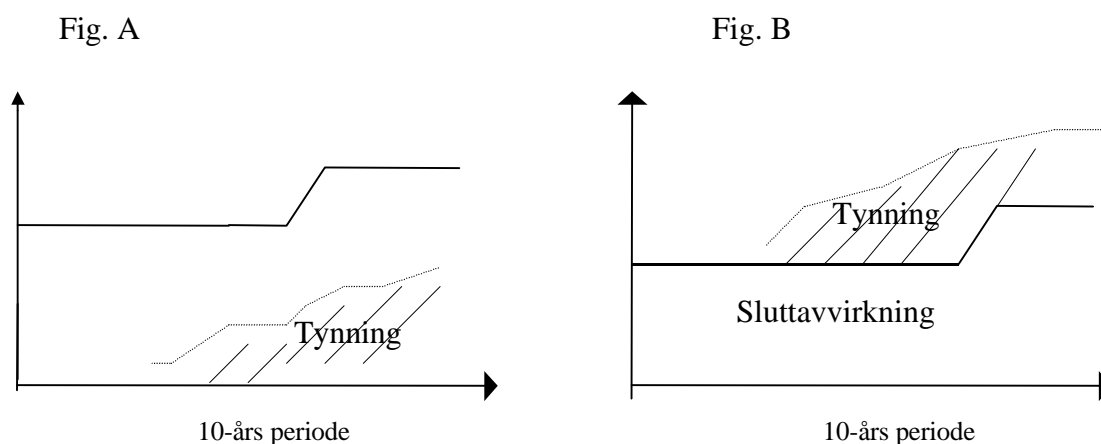 Fig. A
Tynning
10-års periode
Fig. B
Tynning
Sluttavvirkning
10-års periode